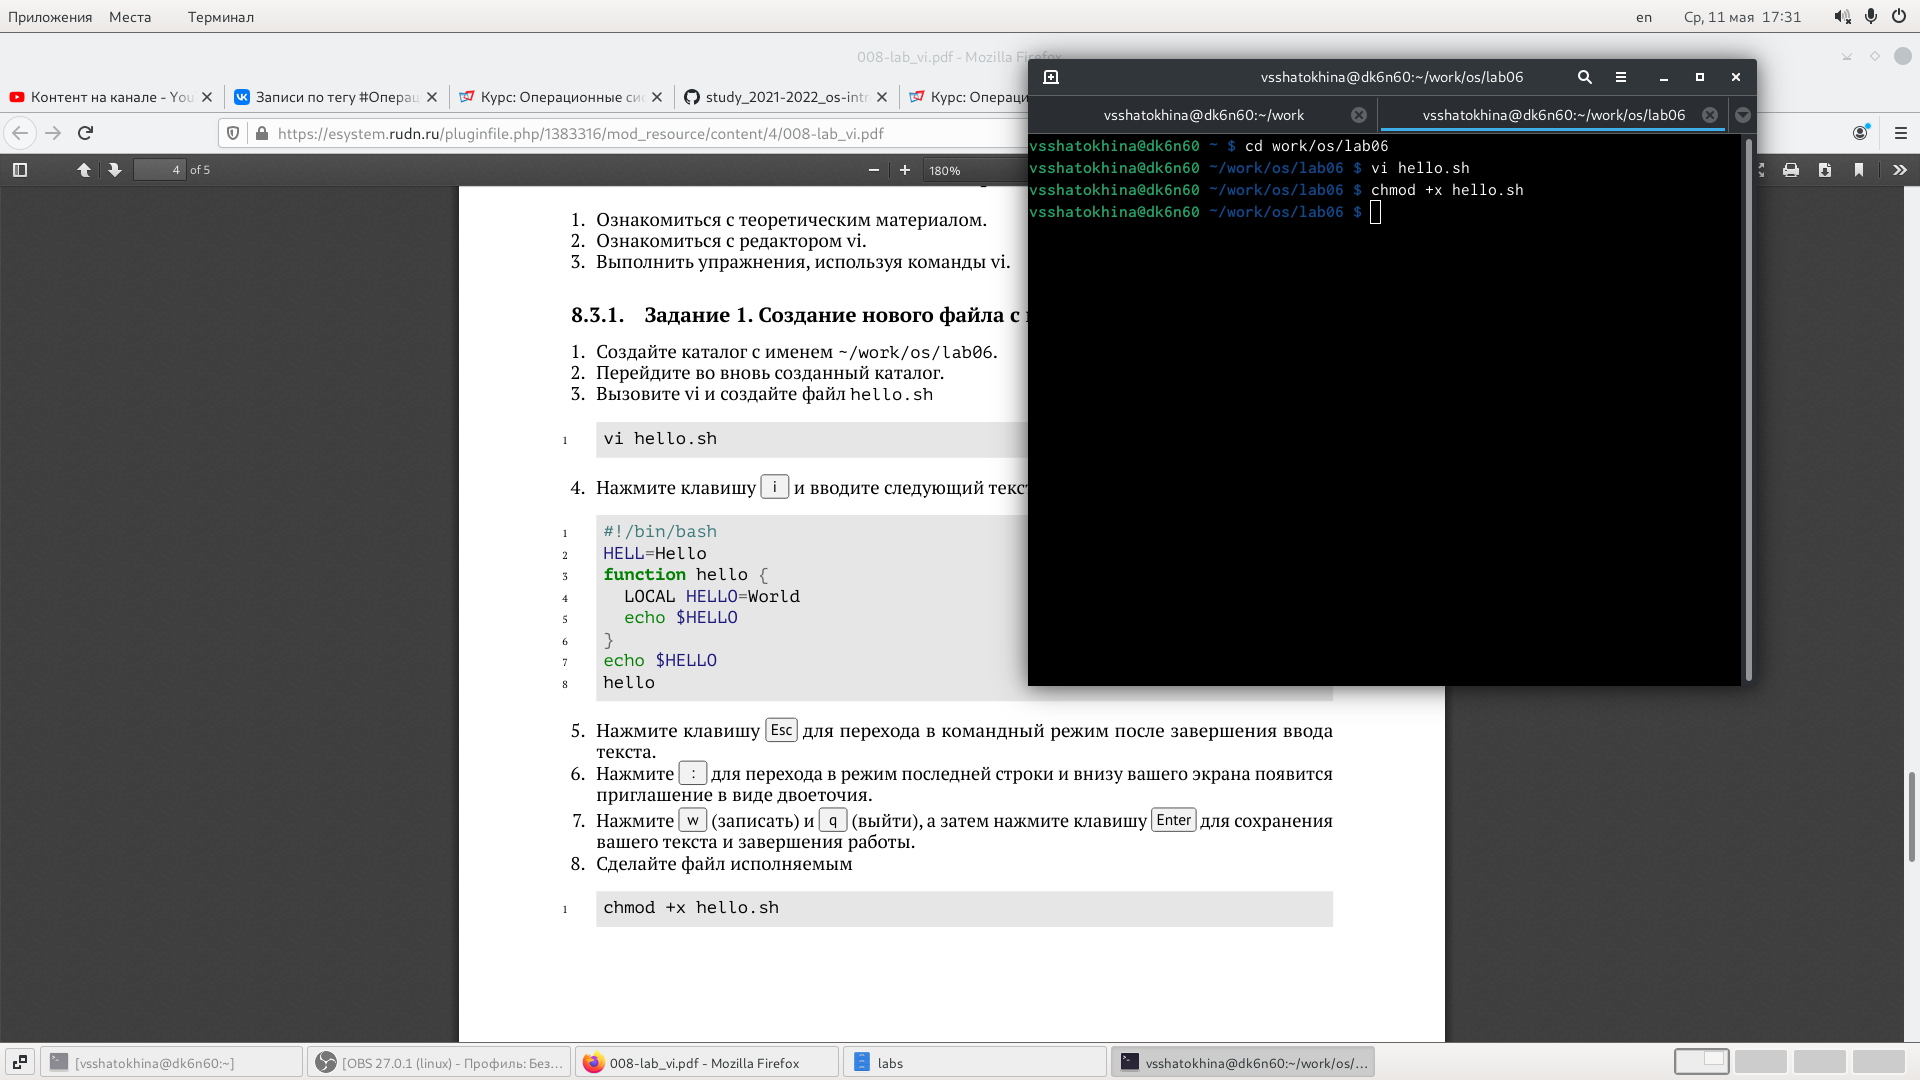 Приложения Места Терминал en Ср, 11 мая 17:31
008-lab_vi.pdf - Mozilla Firefox
Контент на канале - You
Записи по тегу #Операц
Курс: Операционные сис
study_2021-2022_os-intr
Курс: Операци
https://esystem.rudn.ru/pluginfile.php/1383316/mod_resource/content/4/008-lab_vi.pdf
4 of 5 180%
1. Ознакомиться с теоретическим материалом.
2. Ознакомиться с редактором vi.
3. Выполнить упражнения, используя команды vi.
8.3.1. Задание 1. Создание нового файла с
1. Создайте каталог с именем ~/work/os/lab06.
2. Перейдите во вновь созданный каталог.
3. Вызовите vi и создайте файл hello.sh
1 vi hello.sh
4. Нажмите клавишу i и вводите следующий текст
1 #!/bin/bash
2 HELL=Hello
3 function hello {
4 LOCAL HELLO=World
5 echo $HELLO
6 }
7 echo $HELLO
8 hello
5. Нажмите клавишу Esc для перехода в командный режим после завершения ввода
текста.
6. Нажмите : для перехода в режим последней строки и внизу вашего экрана появится
приглашение в виде двоеточия.
7. Нажмите w (записать) и q (выйти), а затем нажмите клавишу Enter для сохранения
вашего текста и завершения работы.
8. Сделайте файл исполняемым
1 chmod +x hello.sh
vsshatokhina@dk6n60:~/work/os/lab06
vsshatokhina@dk6n60:~/work
vsshatokhina@dk6n60:~/work/os/lab06
vsshatokhina@dk6n60 ~ $ cd work/os/lab06
vsshatokhina@dk6n60 ~/work/os/lab06 $ vi hello.sh
vsshatokhina@dk6n60 ~/work/os/lab06 $ chmod +x hello.sh
vsshatokhina@dk6n60 ~/work/os/lab06 $
[vsshatokhina@dk6n60:~]
[OBS 27.0.1 (linux) - Профиль: Без…
008-lab_vi.pdf - Mozilla Firefox
labs
vsshatokhina@dk6n60:~/work/os/…